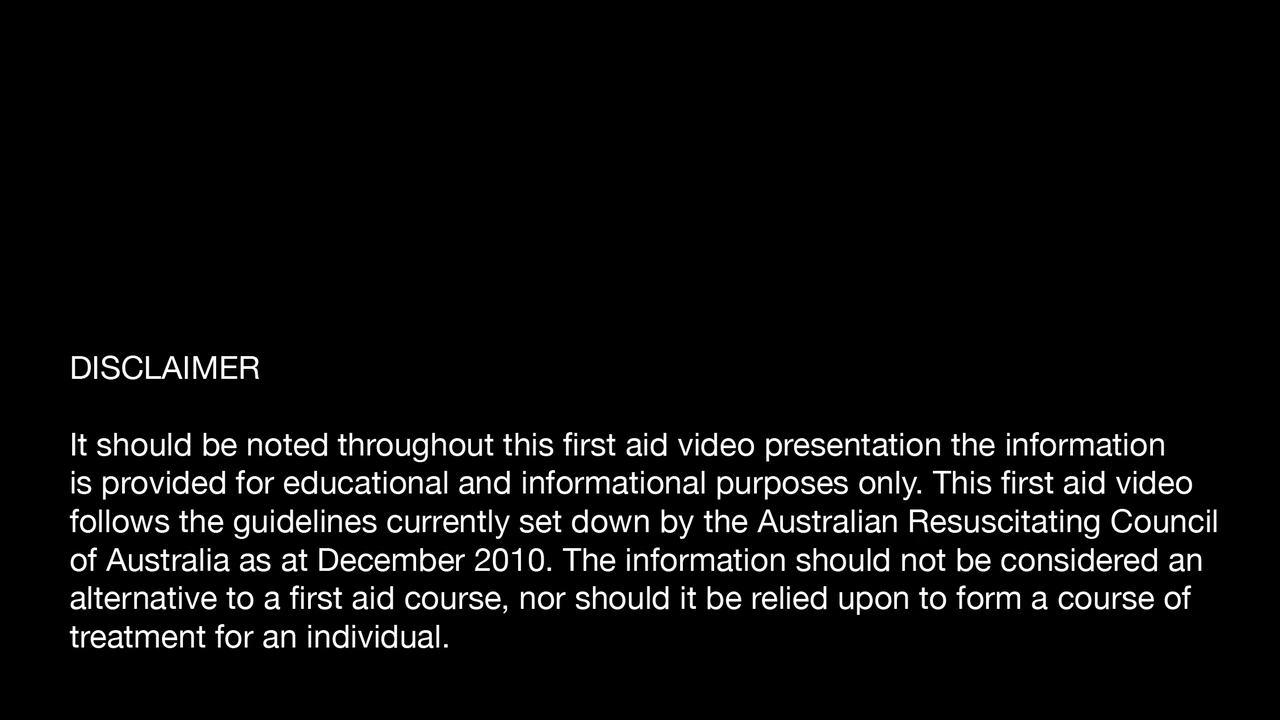 DISCLAIMER
It should be noted throughout this first aid video presentation the information
is provided for educational and informational purposes only. This first aid video
follows the guidelines currently set down by the Australian Resuscitating Council
of Australia as at December 2010. The information should not be considered an
alternative to a first aid course, nor should it be relied upon to form a course of
treatment for an individual.